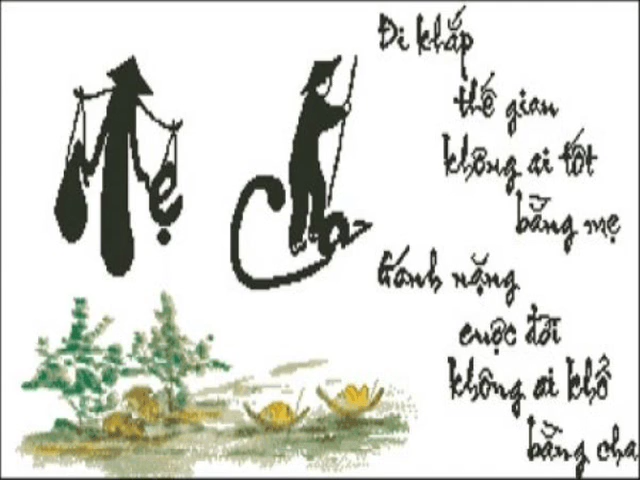 Mẹ Cha
Đi khắp
thế gian
không ai tốt
bằng mẹ
Gánh nặng
cuộc đời
không ai khổ
bằng cha